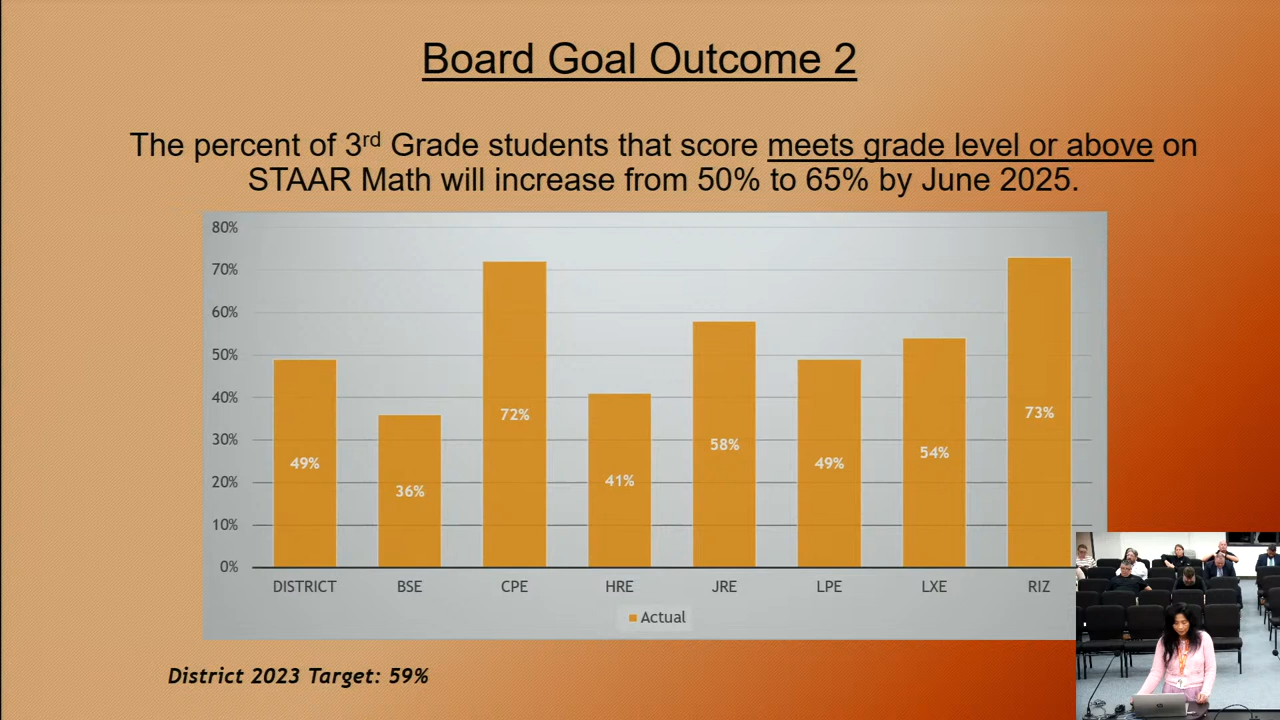 Board Goal Outcome 2
The percent of 3rd Grade students that score meets grade level or above on
STAAR Math will increase from 50% to 65% by June 2025.
80%
70%
60%
50%
40%
30%
20%
10%
0%
49%
36%
72%
41%
58%
49%
54%
73%
DISTRICT BSE CPE HRE JRE LPE LXE RIZ
Actual
District 2023 Target: 59%